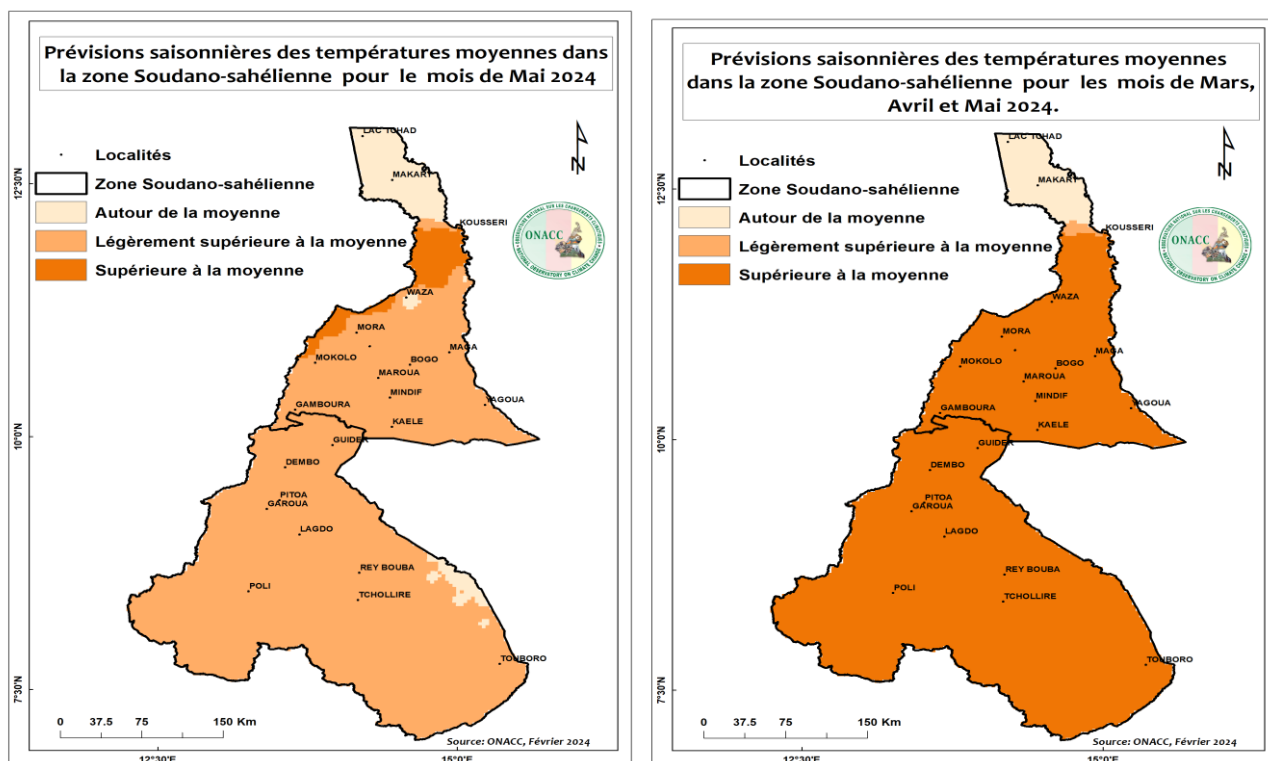 Prévisions saisonnières des températures moyennes dans
la zone Soudano-sahélienne pour le mois de Mai 2024
Localités
Zone Soudano-sahélienne
Autour de la moyenne
Légèrement supérieure à la moyenne
Supérieure à la moyenne
N
ONACC
LAC TCHAD
MAKARY
KOUSSERI
WAZA
MORA
MOKOLO
BOGO
MAGA
MAROUA
MINDIF
GAMBOURA
YAGOUA
KAELE
GUIDER
DEMBO
PITOA
GAROUA
LAGDO
REY BOUBA
POLI
TCHOLLIRE
TOUBORO
12°30'N
10°0'N
7°30'N
0 37.5 75 150 Km
Source: ONACC, Février 2024
12°30'E 15°0'E
Prévisions saisonnières des températures moyennes
dans la zone Soudano-sahélienne pour les mois de Mars,
Avril et Mai 2024.
Localités
Zone Soudano-sahélienne
Autour de la moyenne
Légèrement supérieure à la moyenne
Supérieure à la moyenne
N
ONACC
LAC TCHAD
MAKARY
KOUSSERI
WAZA
MORA
MOKOLO
BOGO
MAGA
MAROUA
MINDIF
GAMBOURA
YAGOUA
KAELE
GUIDER
DEMBO
PITOA
GAROUA
LAGDO
REY BOUBA
POLI
TCHOLLIRE
TOUBORO
12°30'N
10°0'N
7°30'N
0 37.5 75 150 Km
Source: ONACC, Février 2024
12°30'E 15°0'E